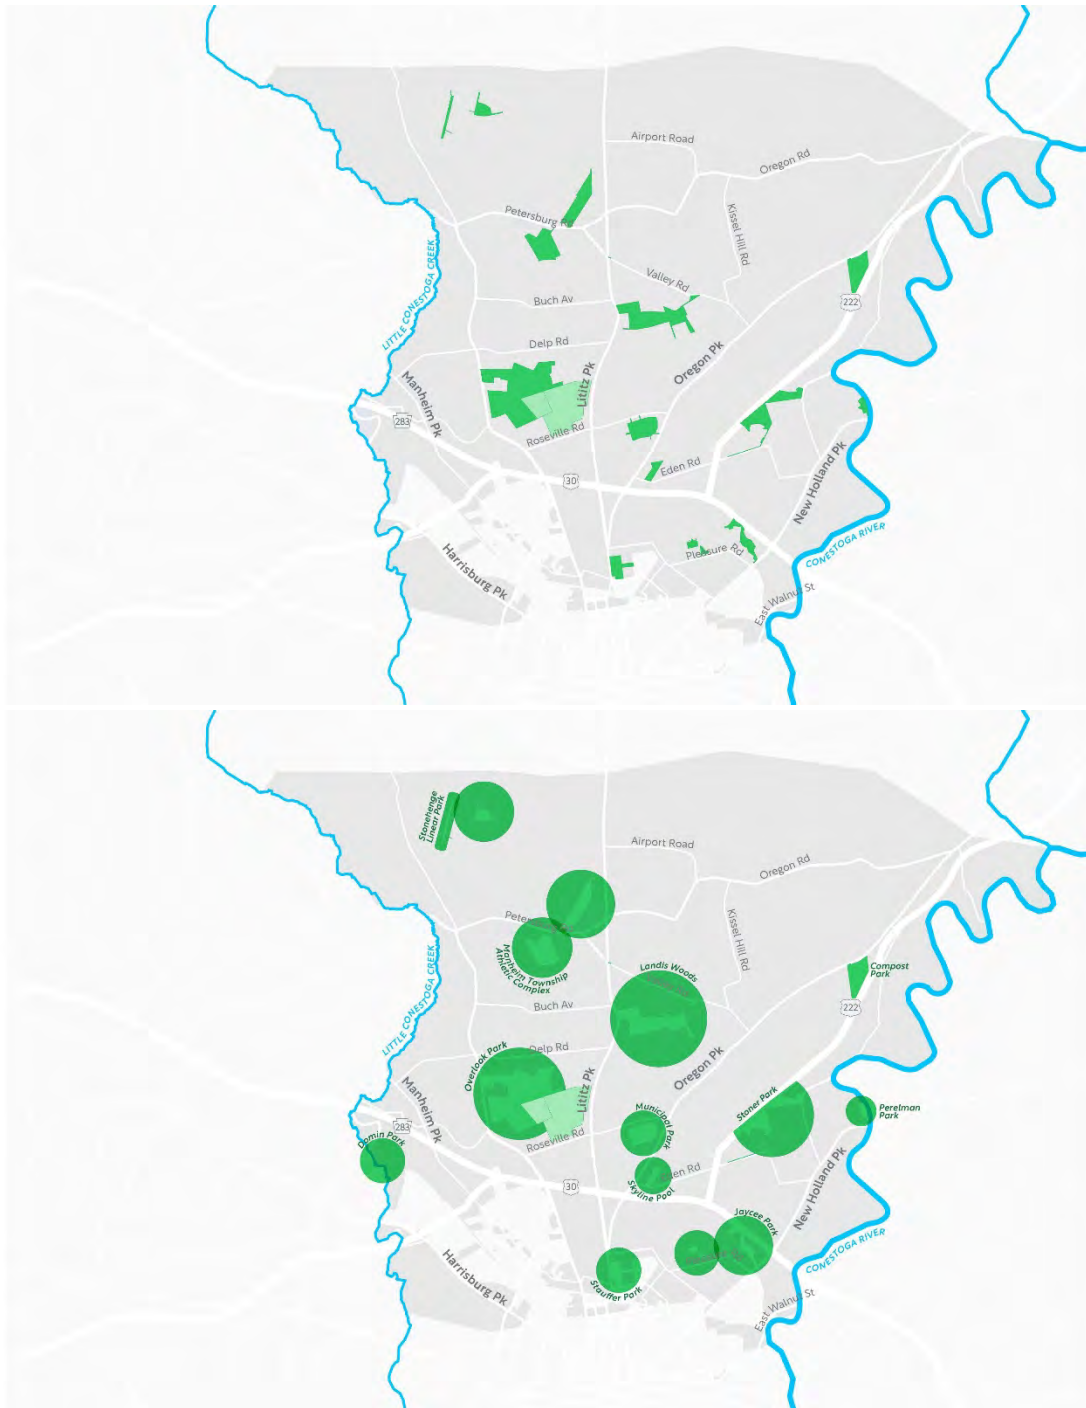 Airport Road
Oregon Rd
Petersburg Rd
Kissel Hill Rd
LITTLE CONESTOGA CREEK
Valley Rd
Buch Av
222
Delp Rd
Oregon Pk
Manheim Pk
Lititz Pk
283
Roseville Rd
Eden Rd
30
New Holland Pk
CONESTOGA RIVER
Harrisburg Pk
Pleasure Rd
East Walnut St
Stonehenge
Linear Park
Airport Road
Oregon Rd
Kissel Hill Rd
Manheim Township
Athletic Complex
LITTLE CONESTOGA CREEK
Landis Woods
Compost
Park
Buch Av
222
Delp Rd
Overlook Park
Oregon Pk
Manheim Pk
Lititz Pk
283
Stoner Park
Municipal Park
Perelman
Park
Domin Park
Roseville Rd
Eden Rd
Skyline Pool
30
New Holland Pk
Jaycee Park
CONESTOGA RIVER
Harrisburg Pk
Stauffer Park
East Walnut St